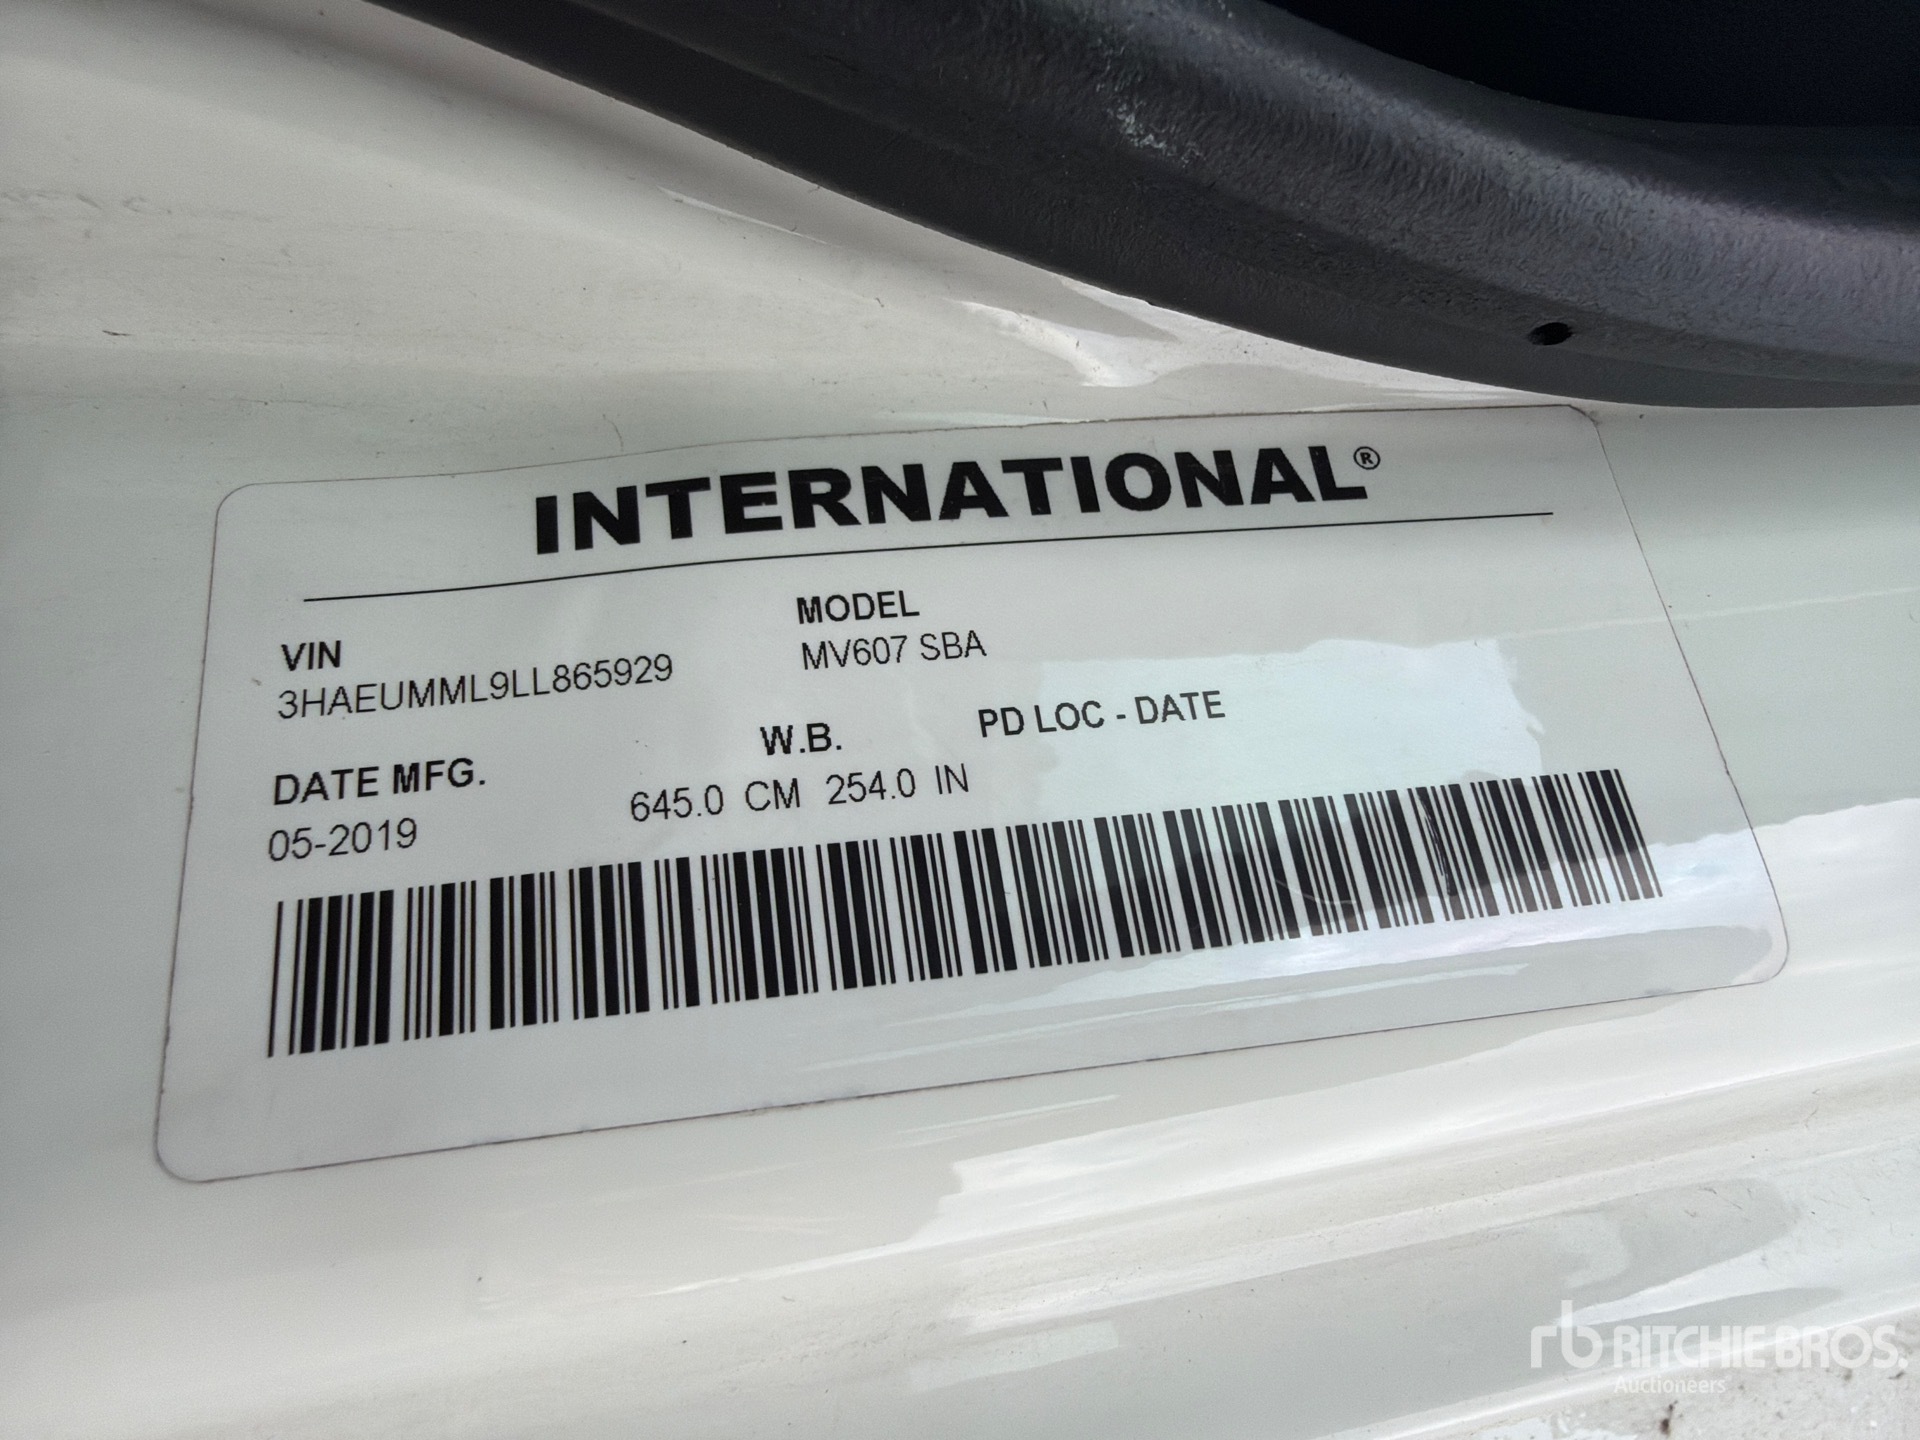 INTERNATIONAL®
VIN
3HAEUMML9LL865929
MODEL
MV607 SBA
DATE MFG.
05-2019
W.B.
645.0 CM 254.0 IN
PD LOC - DATE
rb RITCHIE BROS.
Auctioneers